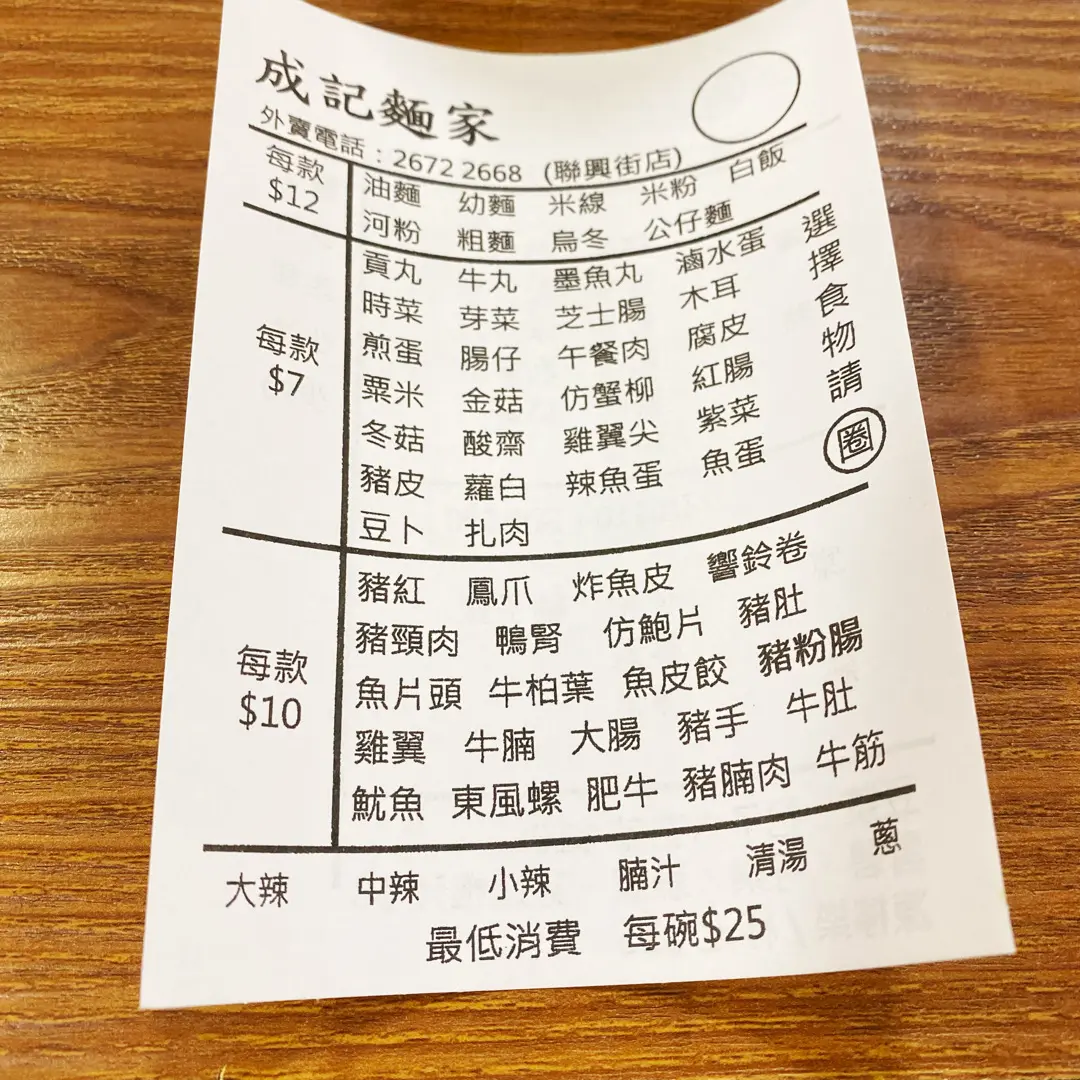 成記麵家
外賣電話：2672 2668 (聯興街店)
每款 $12
油麵 幼麵 米線 米粉 白飯
河粉 粗麵 烏冬 公仔麵
每款 $7
貢丸 牛丸 墨魚丸 滷水蛋
時菜 芽菜 芝士腸 木耳
煎蛋 腸仔 午餐肉 腐皮
粟米 金菇 仿蟹柳 紅腸
冬菇 酸齋 雞翼尖 紫菜
豬皮 蘿白 辣魚蛋 魚蛋
豆卜 扎肉
選擇食物請圈
每款 $10
豬紅 鳳爪 炸魚皮 響鈴卷
豬頸肉 鴨腎 仿鮑片 豬肚
魚片頭 牛柏葉 魚皮餃 豬粉腸
雞翼 牛腩 大腸 豬手 牛肚
魷魚 東風螺 肥牛 豬腩肉 牛筋
大辣 中辣 小辣 腩汁 清湯 蔥
最低消費 每碗$25